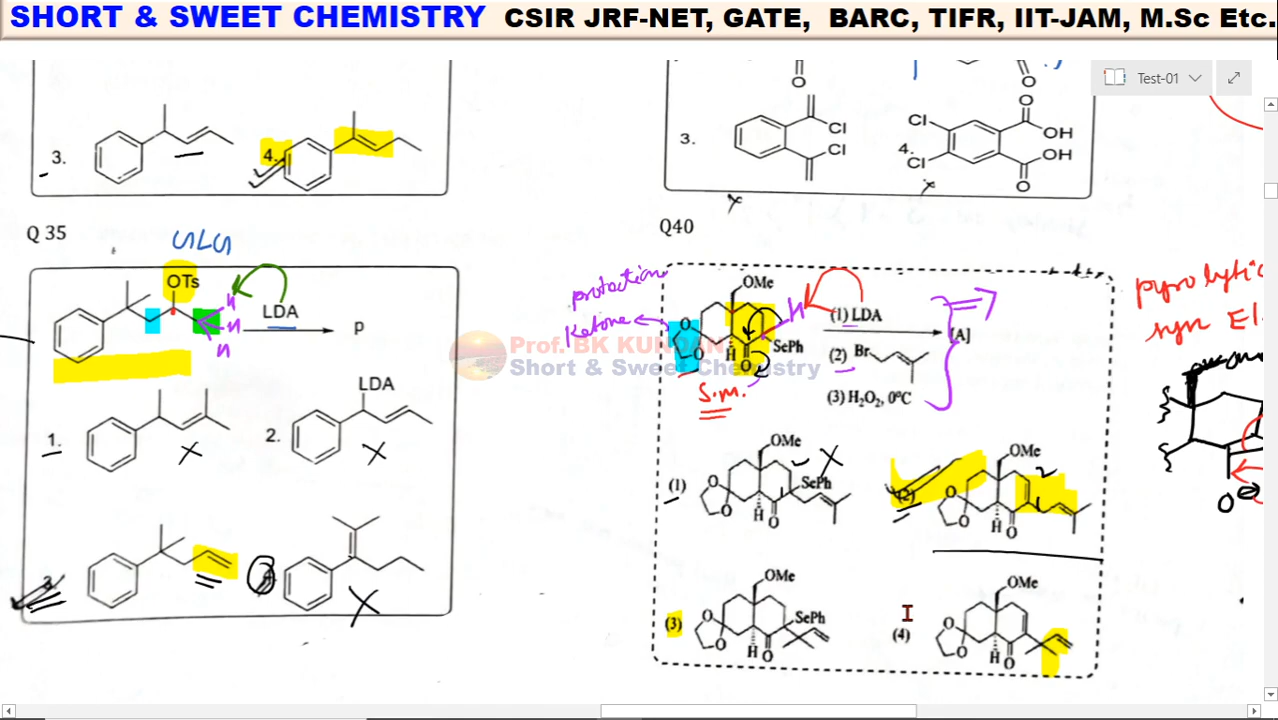 SHORT & SWEET CHEMISTRY CSIR JRF-NET, GATE, BARC, TIFR, IIT-JAM, M.Sc Etc.
Test-01
3.
4.
O
O
3.
Cl
Cl
4.
Cl
Cl
O
OH
OH
O
Q 35
OTs
H
H
H
LDA
p
1.
2.
LDA
3.
Q40
protection
Ketone
OMe
H
O
O
H
O
SePh
S.m.
(1) LDA
(2) Br
(3) H₂O₂, 0°C
[A]
Prof. BK KUNDAN
Short & Sweet Chemistry
(1)
OMe
SePh
O
O
H
O
(2)
OMe
O
O
H
O
(3)
OMe
SePh
O
O
H
O
I
(4)
OMe
O
O
H
O
pyrolytic
syn El
O⊖